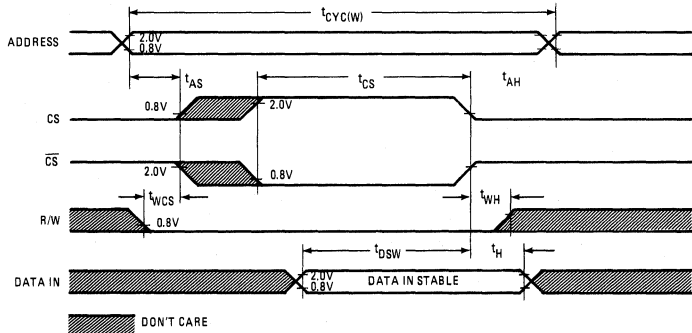 tCYC(W)
ADDRESS
2.0V
0.8V
tAS
tCS
tAH
0.8V
2.0V
CS
C̅S̅
2.0V
0.8V
tWCS
tWH
R/W
0.8V
tDSW
tH
DATA IN
2.0V
0.8V
DATA IN STABLE
DON'T CARE